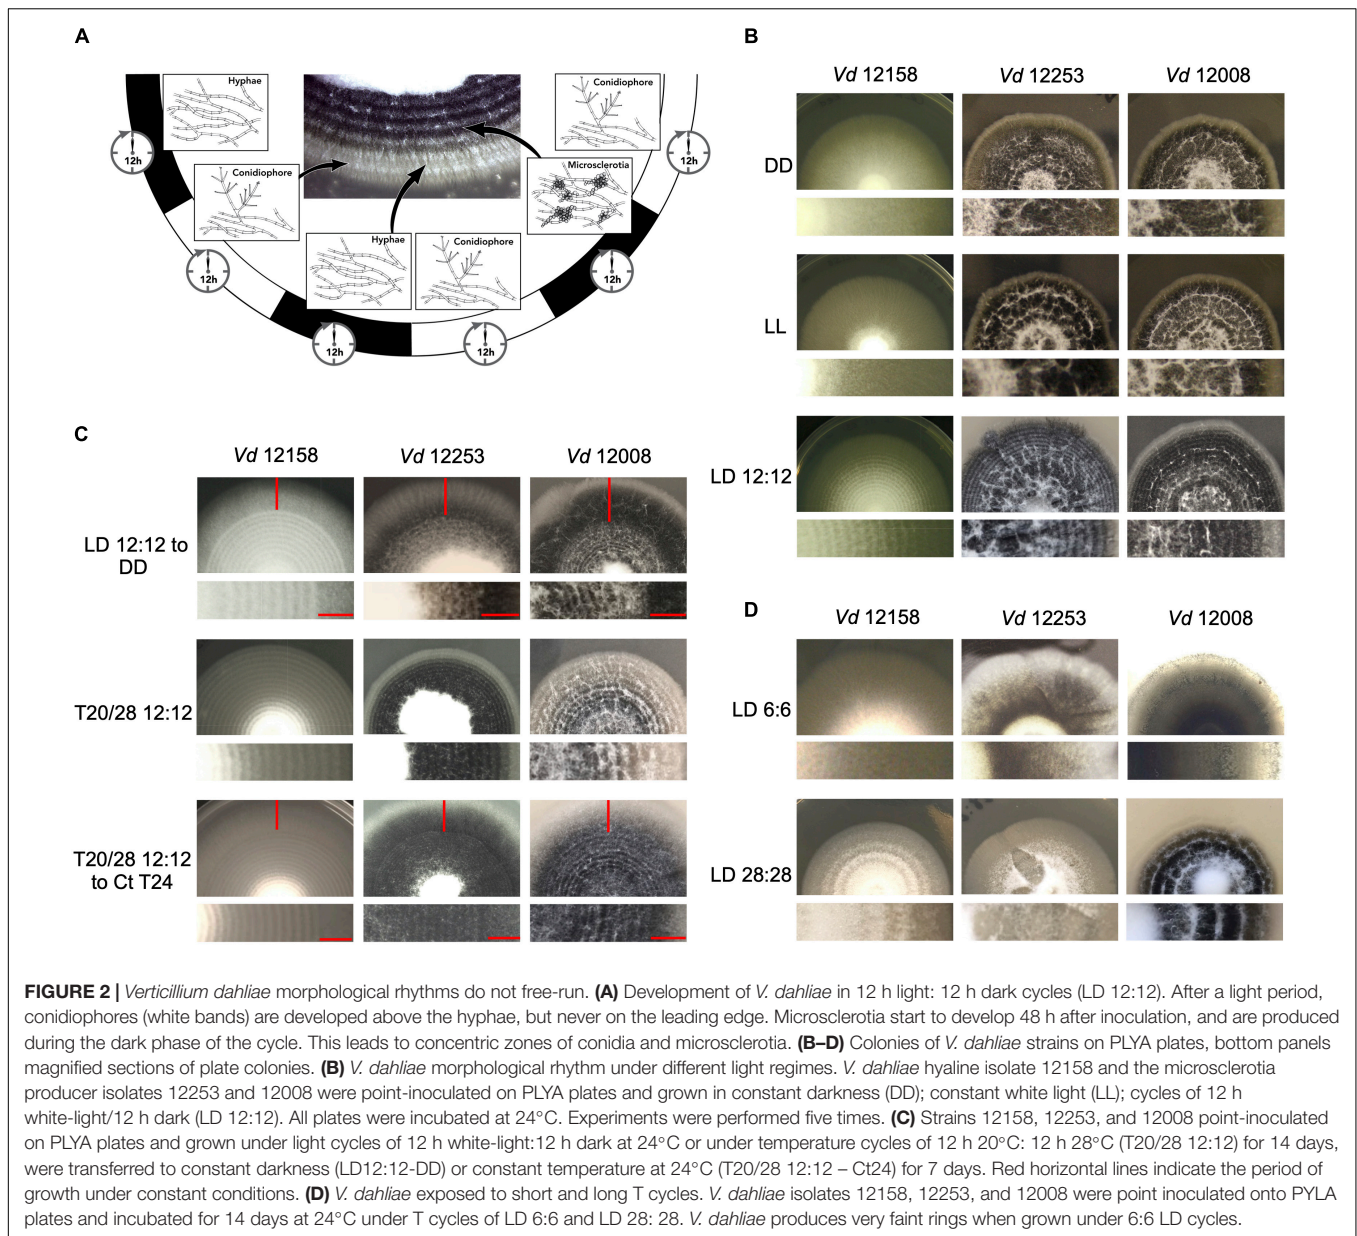 A
Hyphae
12h
Conidiophore
12h
Hyphae
12h
Conidiophore
12h
Microsclerotia
12h
Conidiophore
12h
B
Vd 12158 Vd 12253 Vd 12008
DD
LL
LD 12:12
C
Vd 12158 Vd 12253 Vd 12008
LD 12:12 to
DD
T20/28 12:12
T20/28 12:12
to Ct T24
D
Vd 12158 Vd 12253 Vd 12008
LD 6:6
LD 28:28
FIGURE 2 | Verticillium dahliae morphological rhythms do not free-run. (A) Development of V. dahliae in 12 h light: 12 h dark cycles (LD 12:12). After a light period,
conidiophores (white bands) are developed above the hyphae, but never on the leading edge. Microsclerotia start to develop 48 h after inoculation, and are produced
during the dark phase of the cycle. This leads to concentric zones of conidia and microsclerotia. (B–D) Colonies of V. dahliae strains on PLYA plates, bottom panels
magnified sections of plate colonies. (B) V. dahliae morphological rhythm under different light regimes. V. dahliae hyaline isolate 12158 and the microsclerotia
producer isolates 12253 and 12008 were point-inoculated on PLYA plates and grown in constant darkness (DD); constant white light (LL); cycles of 12 h
white-light/12 h dark (LD 12:12). All plates were incubated at 24°C. Experiments were performed five times. (C) Strains 12158, 12253, and 12008 point-inoculated
on PLYA plates and grown under light cycles of 12 h white-light:12 h dark at 24°C or under temperature cycles of 12 h 20°C: 12 h 28°C (T20/28 12:12) for 14 days,
were transferred to constant darkness (LD12:12-DD) or constant temperature at 24°C (T20/28 12:12 – Ct24) for 7 days. Red horizontal lines indicate the period of
growth under constant conditions. (D) V. dahliae exposed to short and long T cycles. V. dahliae isolates 12158, 12253, and 12008 were point inoculated onto PYLA
plates and incubated for 14 days at 24°C under T cycles of LD 6:6 and LD 28: 28. V. dahliae produces very faint rings when grown under 6:6 LD cycles.